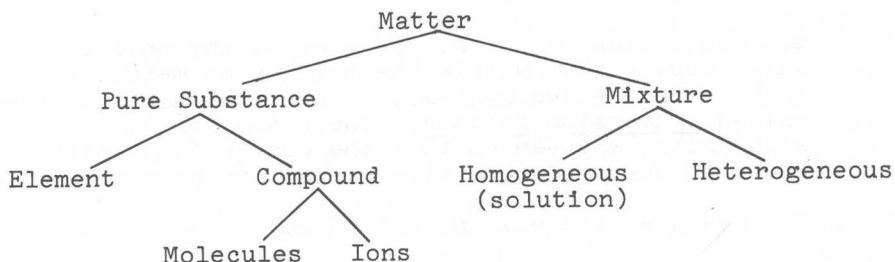 Matter
Pure Substance Mixture
Element Compound Homogeneous Heterogeneous
(solution)
Molecules Ions